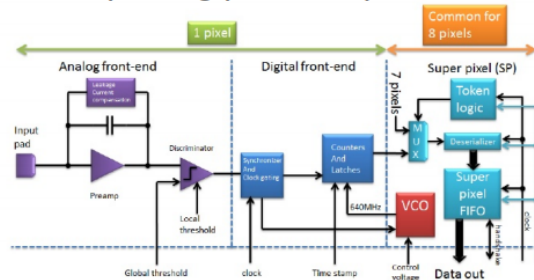 1 pixel
Common for
8 pixels
Analog front-end
Digital front-end
Super pixel (SP)
Leakage
Current
compensation
7 pixels
Token
logic
Input
pad
Discriminator
Synchronizer
And
Clock gating
Counters
And
Latches
M
U
X
Deserializer
Preamp
Super
pixel
FIFO
Local
threshold
640MHz
VCO
clock
handshake
Global threshold
clock
Time stamp
Control
voltage
Data out